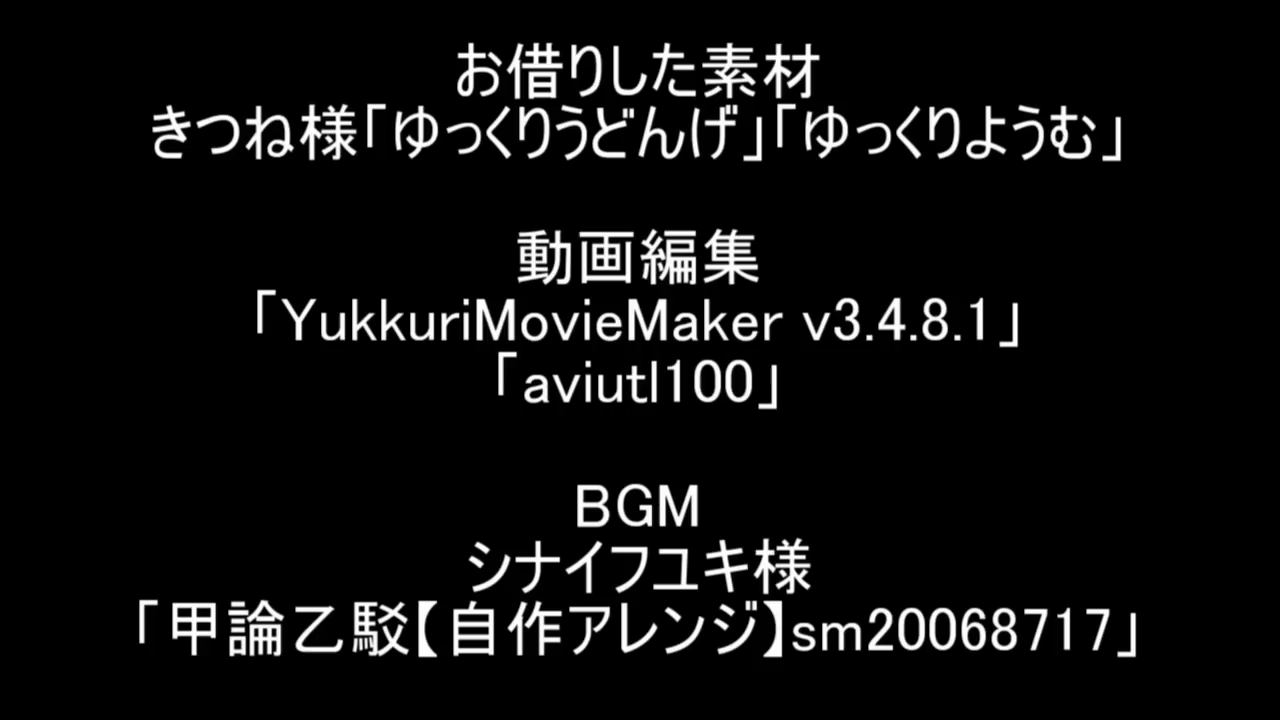 お借りした素材
きつね様「ゆっくりうどんげ」「ゆっくりようむ」
動画編集
「YukkuriMovieMaker v3.4.8.1」
「aviutl100」
BGM
シナイフユキ様
「甲論乙駁【自作アレンジ】sm20068717」